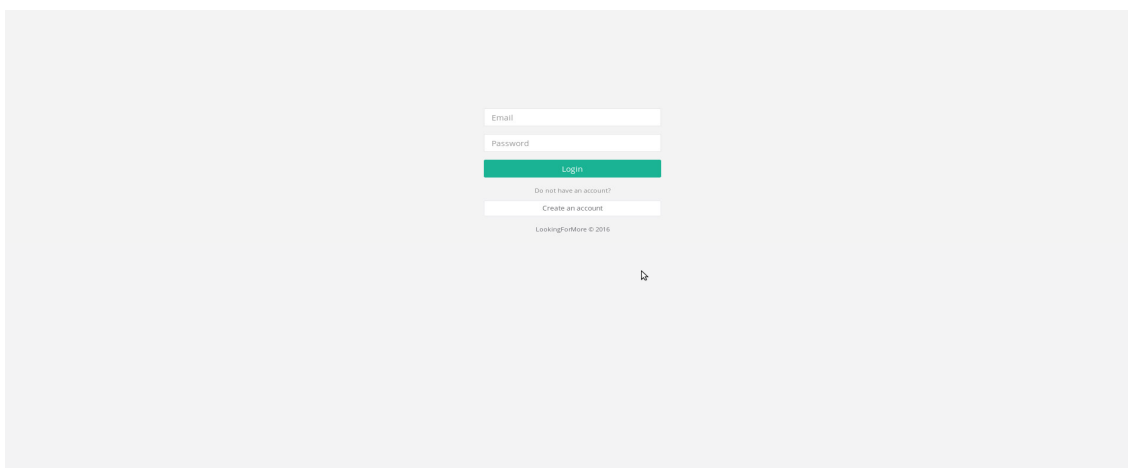 Email
Password
Login
Do not have an account?
Create an account
LookingForMore © 2016